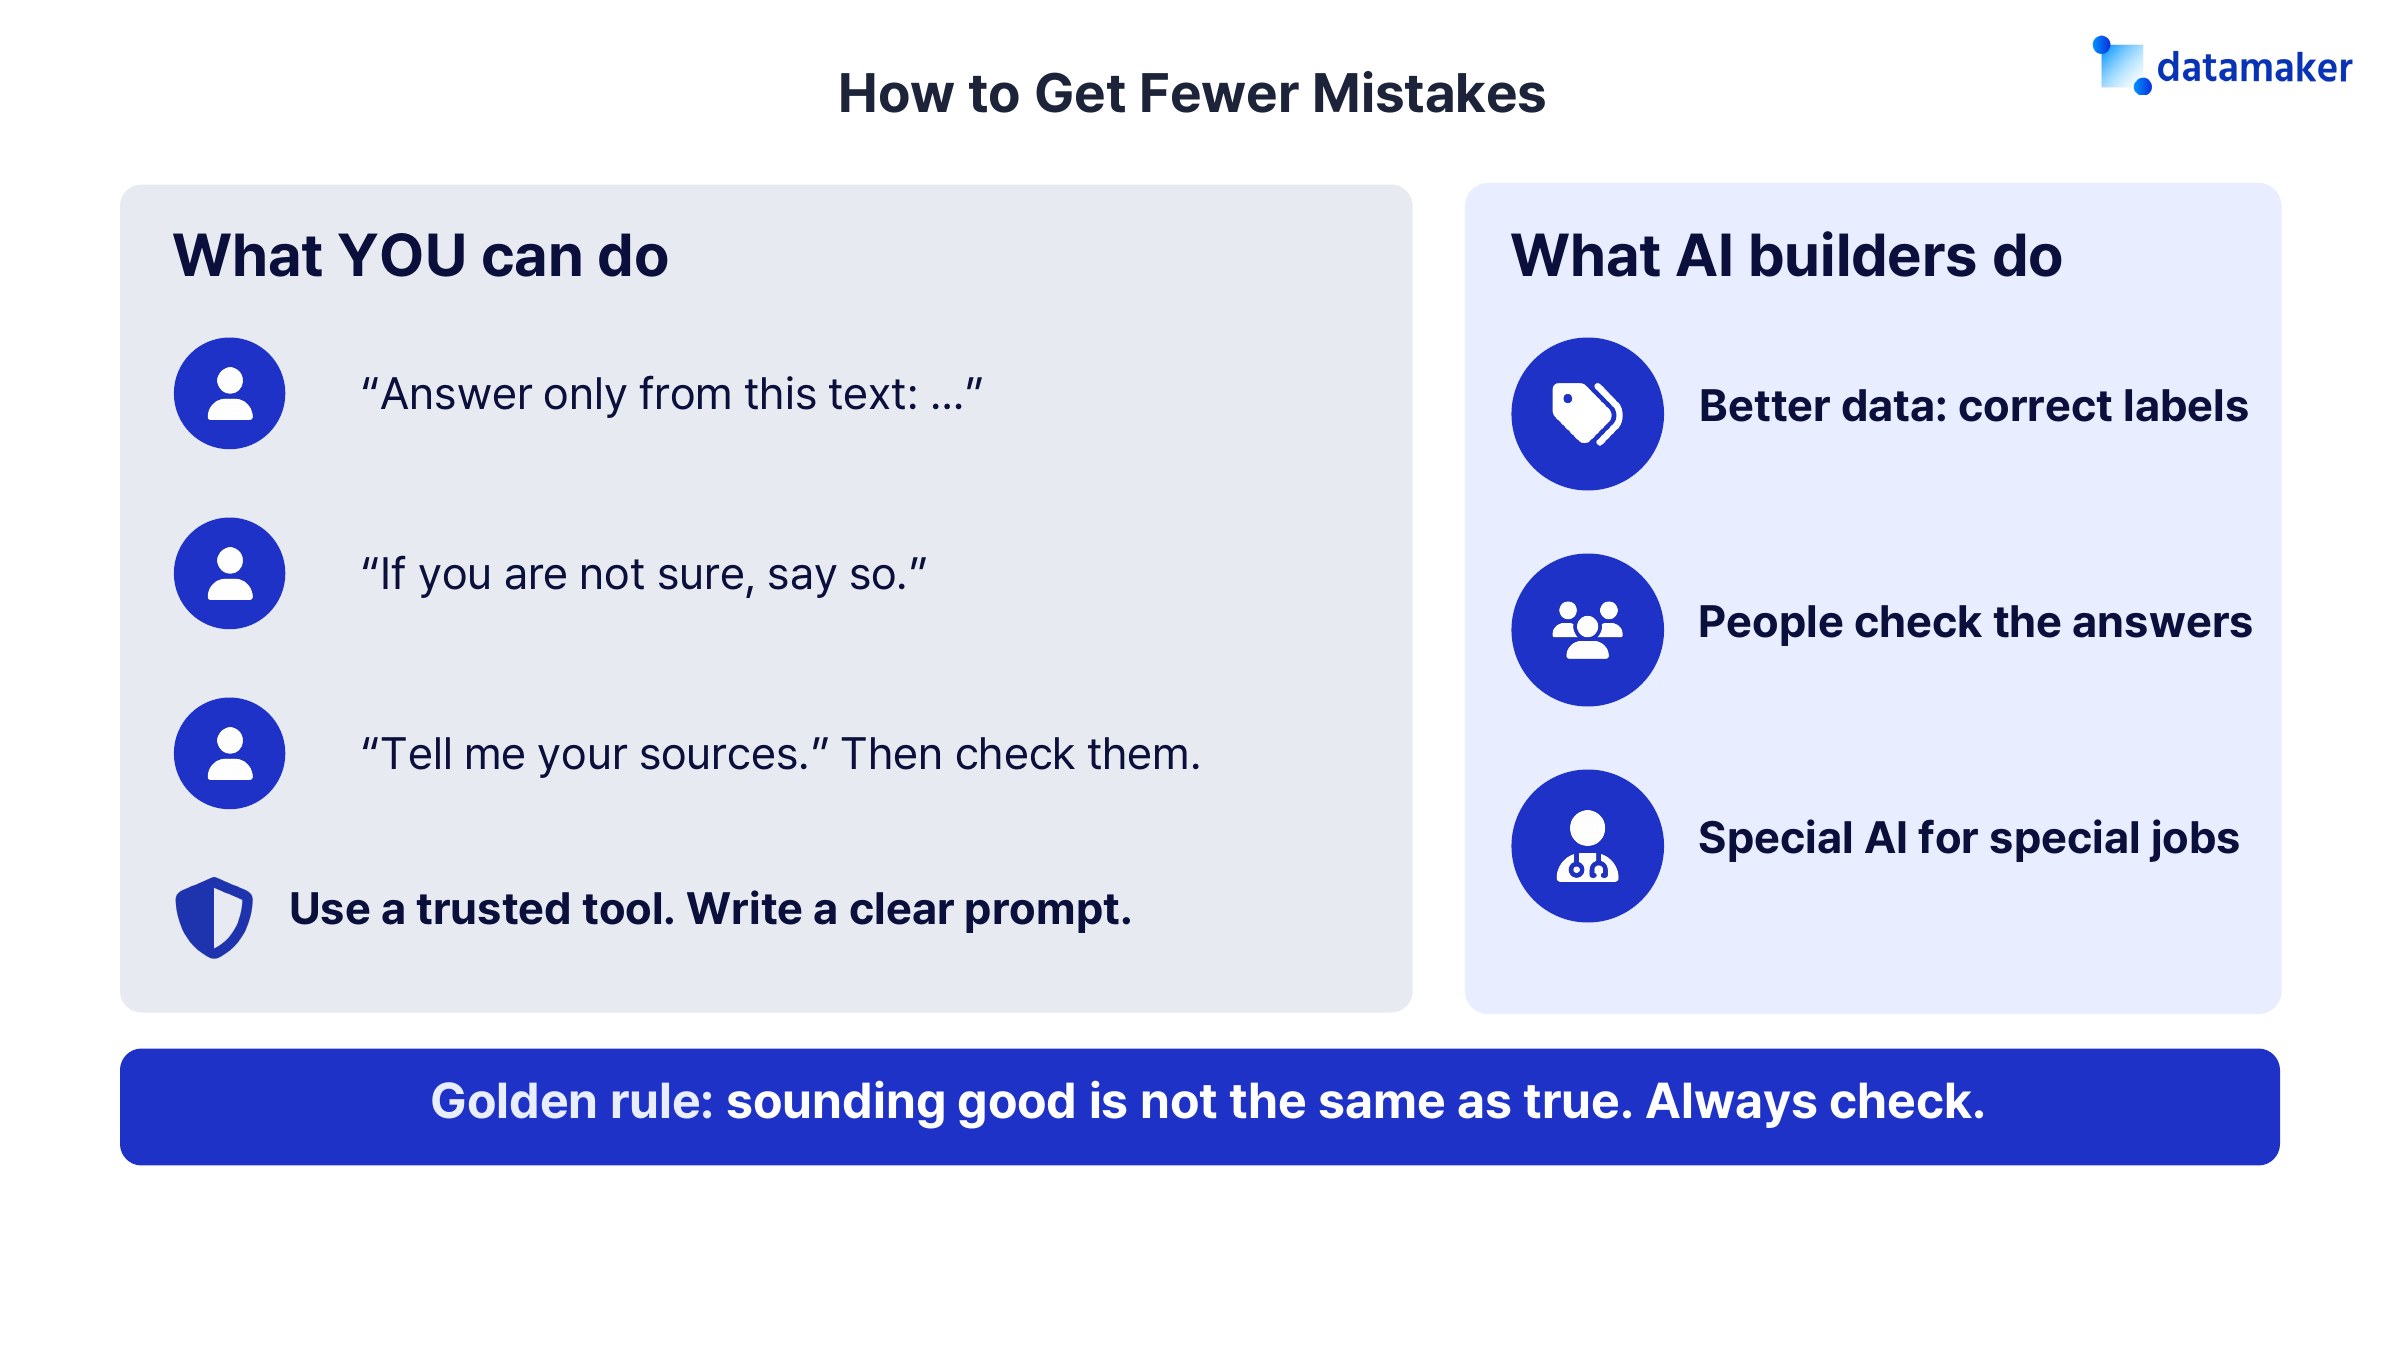 How to Get Fewer Mistakes
datamaker
What YOU can do
“Answer only from this text: ...”
“If you are not sure, say so.”
“Tell me your sources.” Then check them.
Use a trusted tool. Write a clear prompt.
What AI builders do
Better data: correct labels
People check the answers
Special AI for special jobs
Golden rule: sounding good is not the same as true. Always check.